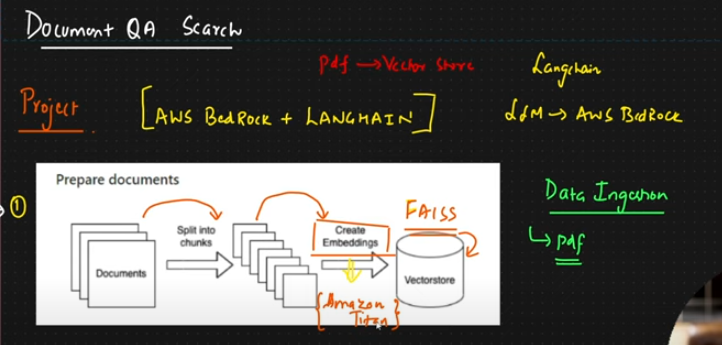 Document QA Search
pdf → Vector Store
Langchain
Project
[AWS BedRock + LANGHAIN]
LLM → AWS BedRock
①
Prepare documents
Documents
Split into
chunks
Create
Embeddings
FAISS
Vectorstore
{Amazon
Titan}
Data Ingestion
↳ pdf